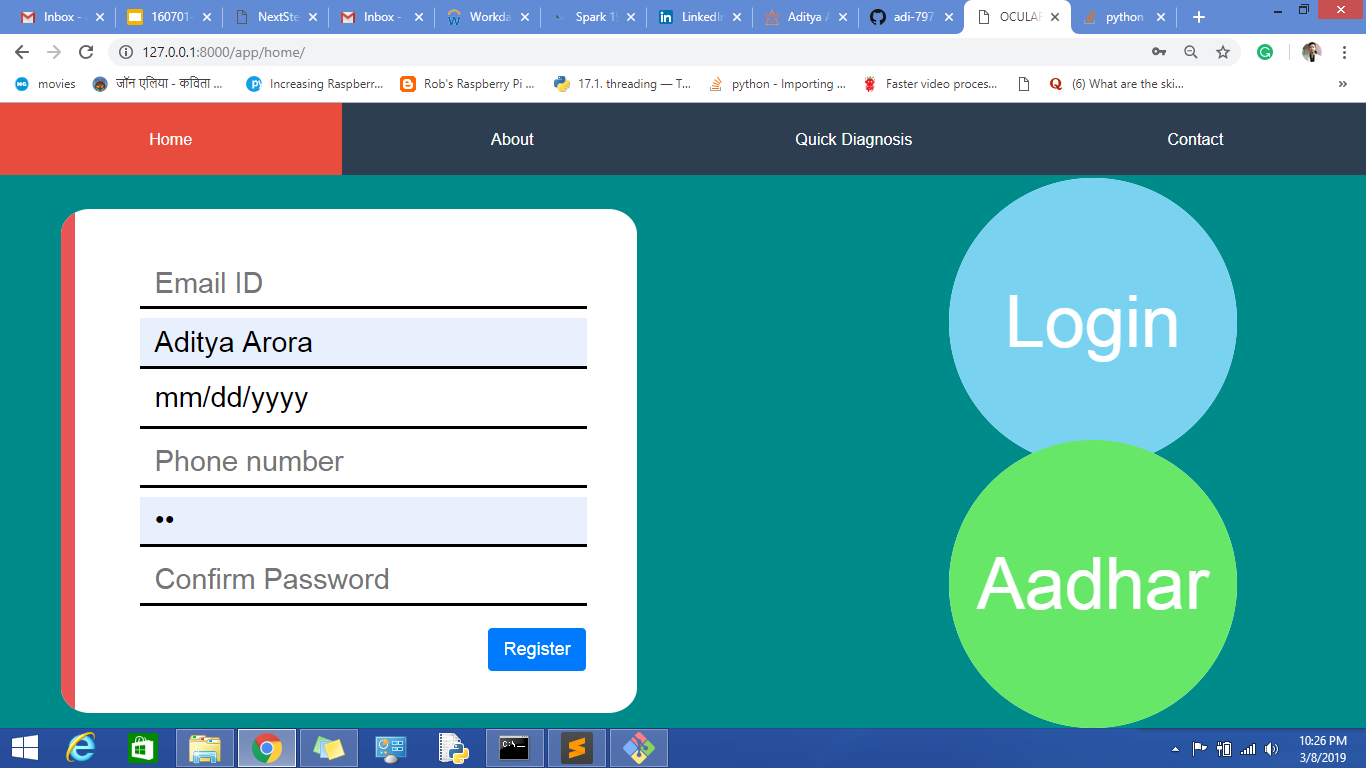 Inbox -
160701-
NextSte
Inbox -
Workda
Spark 15
LinkedIn
Aditya A
adi-797
OCULAR
python
127.0.0.1:8000/app/home/
movies
जॉन एलिया - कविता ...
Increasing Raspberr...
Rob's Raspberry Pi ...
17.1. threading — T...
python - Importing ...
Faster video proces...
(6) What are the ski...
»
Home
About
Quick Diagnosis
Contact
Email ID
Aditya Arora
mm/dd/yyyy
Phone number
••
Confirm Password
Register
Login
Aadhar
10:26 PM
3/8/2019